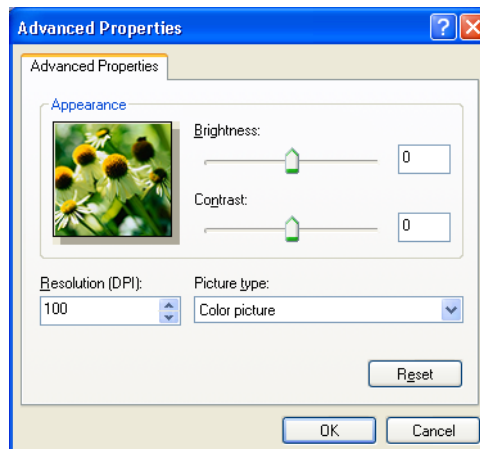 Advanced Properties
Advanced Properties
Appearance
Brightness:
0
Contrast:
0
Resolution (DPI):
Picture type:
100
Color picture
Reset
OK
Cancel